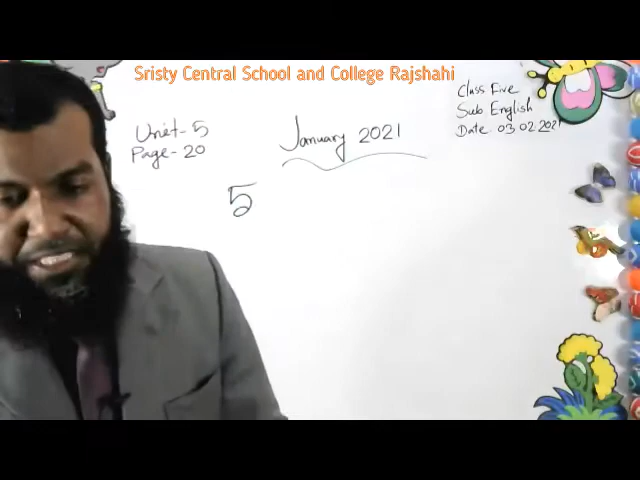 Sristy Central School and College Rajshahi
Class Five
Sub English
Date 03.02.2021
Unit-5
Page-20
January 2021
5